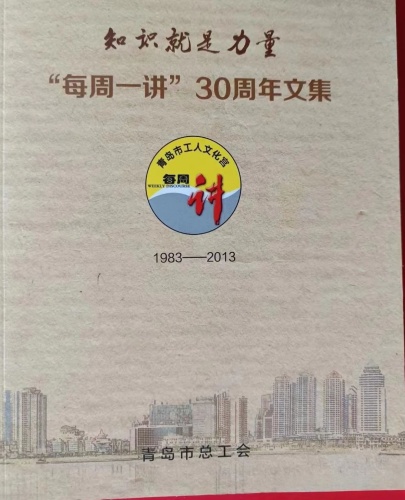 知识就是力量
“每周一讲”30周年文集
青岛市工人文化宫
每周
WEEKLY DISCOURSE
讲
1983——2013
青岛市总工会